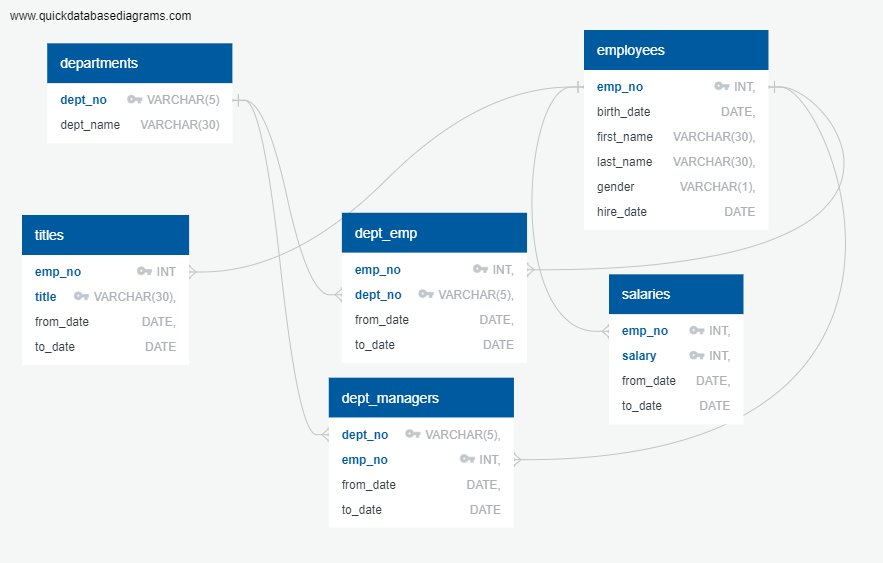 www.quickdatabasediagrams.com
departments
dept_no VARCHAR(5)
dept_name VARCHAR(30)
employees
emp_no INT,
birth_date DATE,
first_name VARCHAR(30),
last_name VARCHAR(30),
gender VARCHAR(1),
hire_date DATE
titles
emp_no INT
title VARCHAR(30),
from_date DATE,
to_date DATE
dept_emp
emp_no INT,
dept_no VARCHAR(5),
from_date DATE,
to_date DATE
salaries
emp_no INT,
salary INT,
from_date DATE,
to_date DATE
dept_managers
dept_no VARCHAR(5),
emp_no INT,
from_date DATE,
to_date DATE